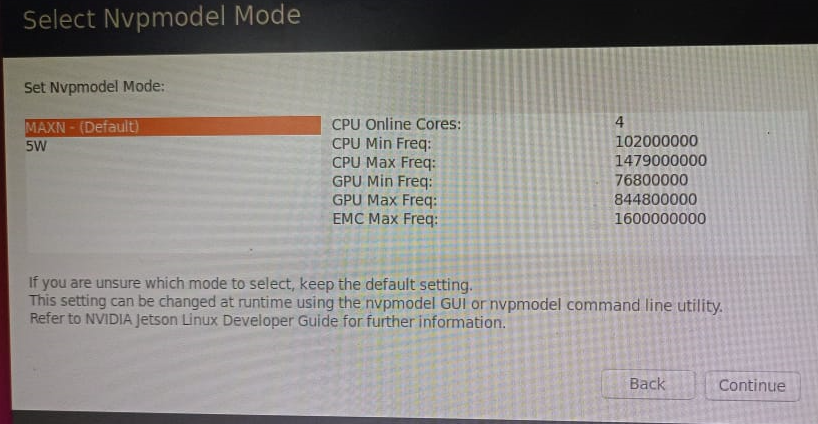 Select Nvpmodel Mode
Set Nvpmodel Mode:
MAXN - (Default)
5W
CPU Online Cores: 4
CPU Min Freq: 102000000
CPU Max Freq: 1479000000
GPU Min Freq: 76800000
GPU Max Freq: 844800000
EMC Max Freq: 1600000000
If you are unsure which mode to select, keep the default setting.
This setting can be changed at runtime using the nvpmodel GUI or nvpmodel command line utility.
Refer to NVIDIA Jetson Linux Developer Guide for further information.
Back Continue